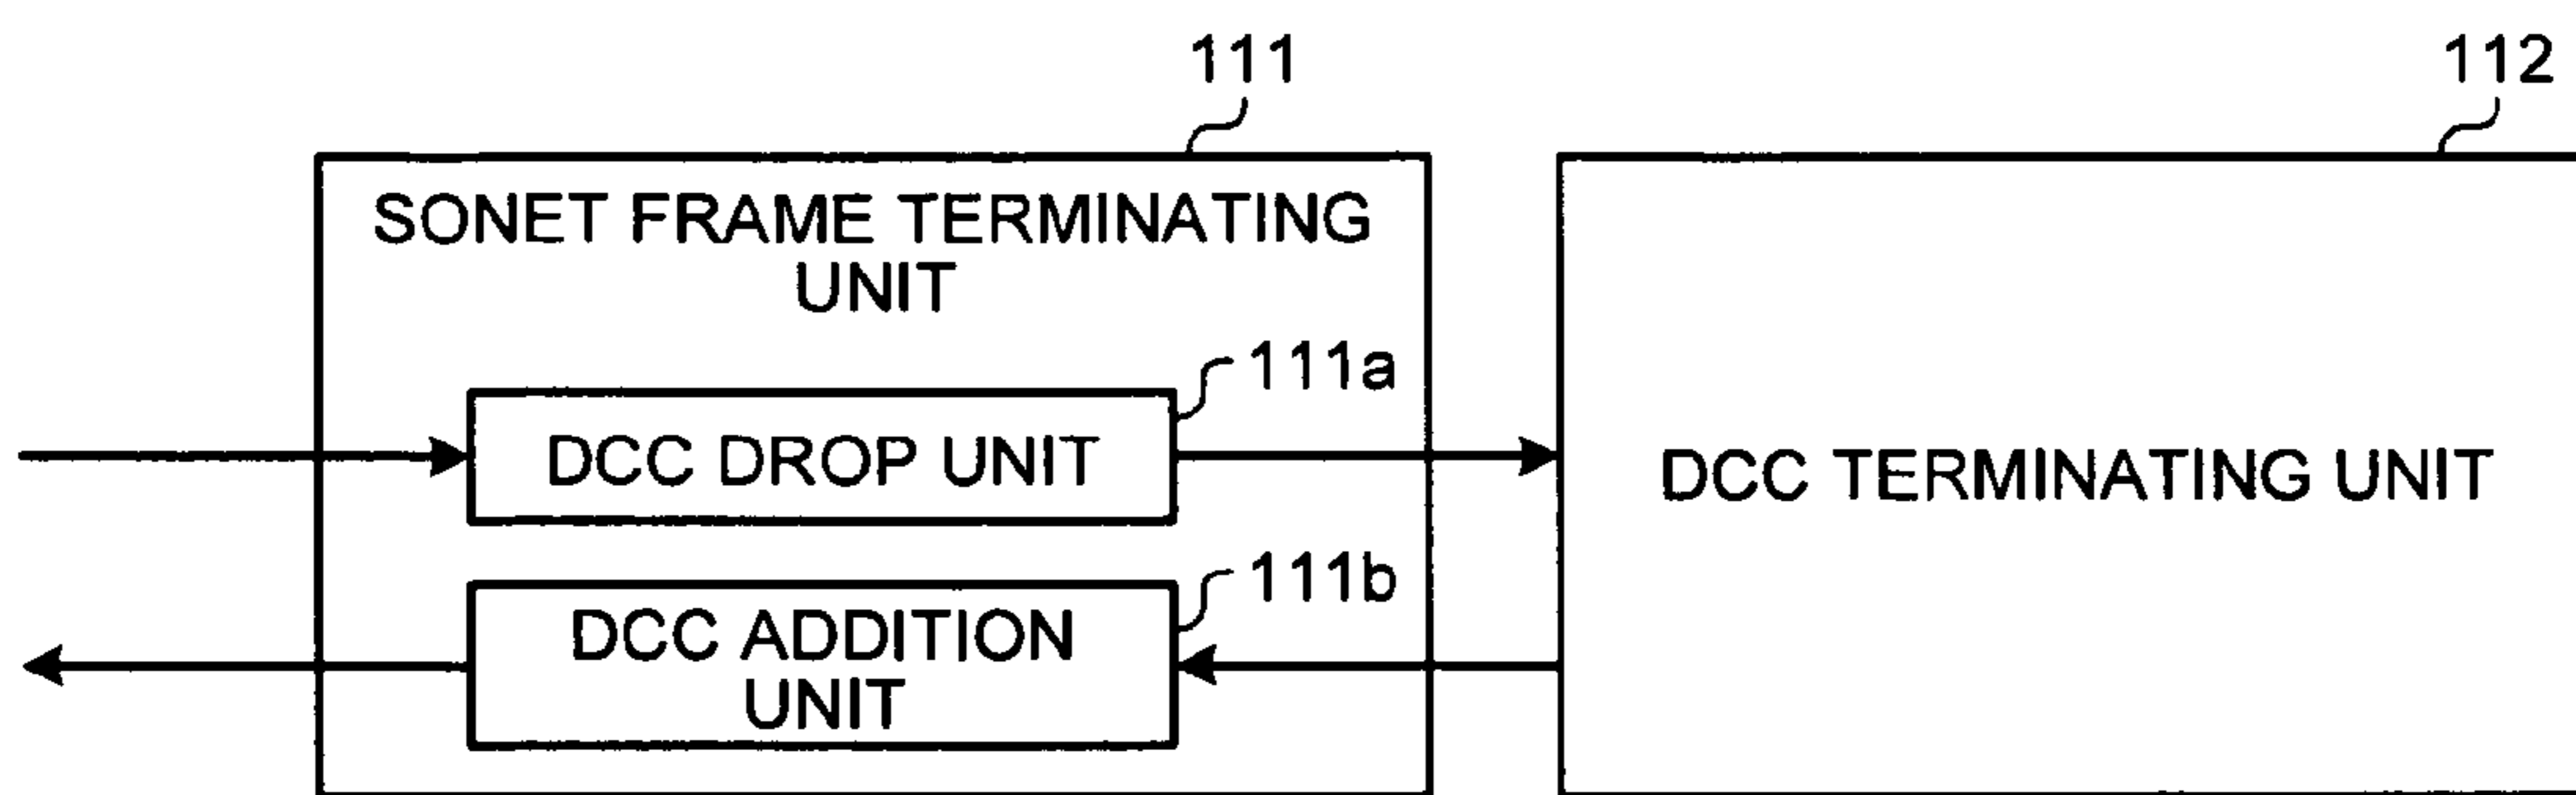 111
112
SONET FRAME TERMINATING
UNIT
111a
DCC DROP UNIT
DCC TERMINATING UNIT
111b
DCC ADDITION
UNIT